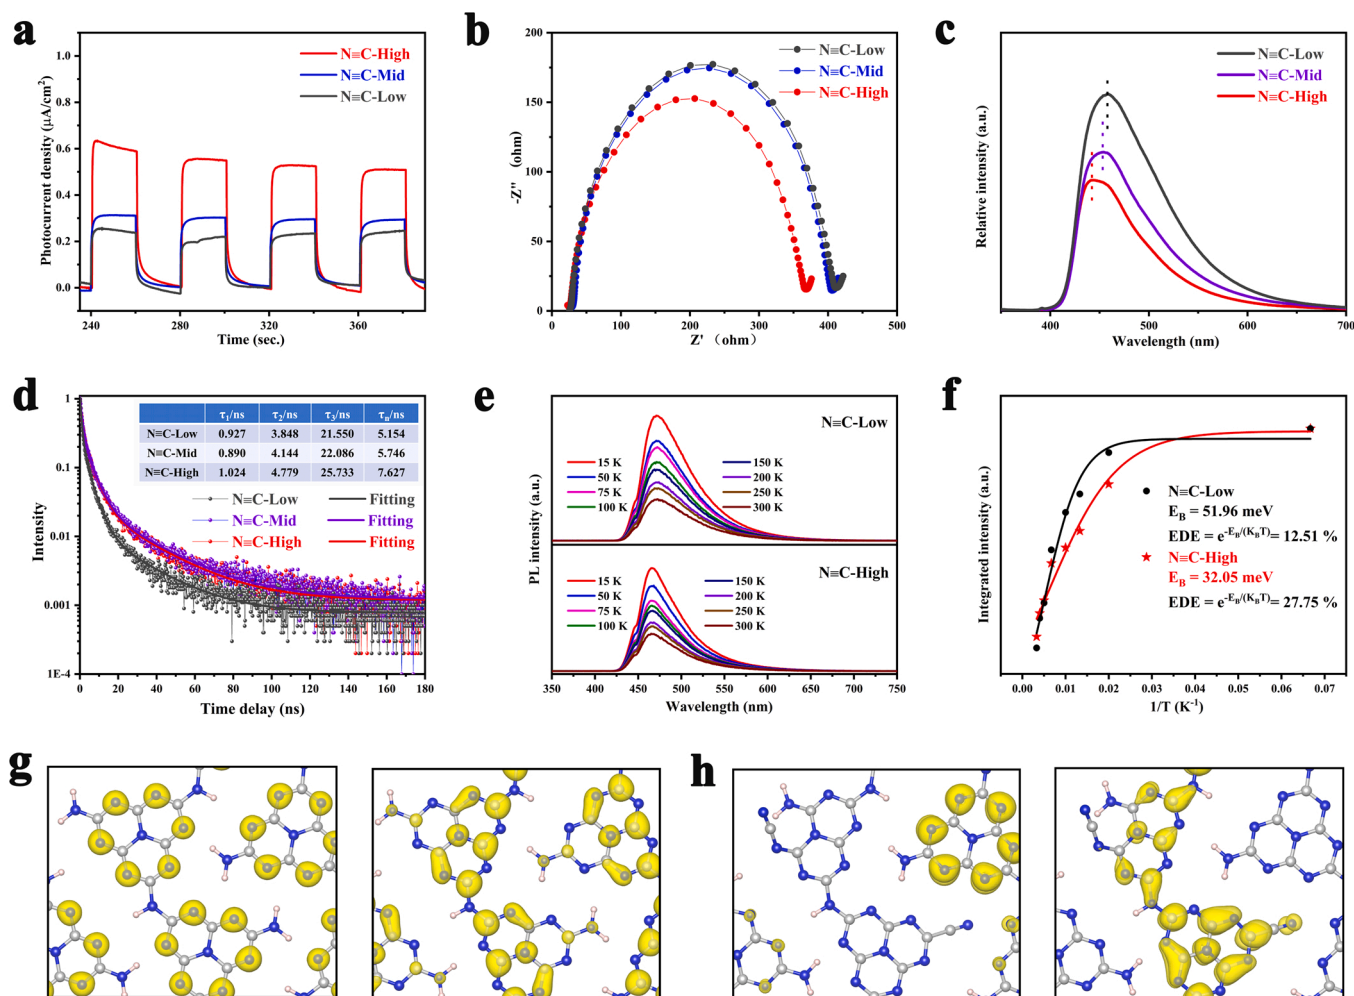 a
N≡C-High
N≡C-Mid
N≡C-Low
Photocurrent density (μA/cm²)
1.0
0.8
0.6
0.4
0.2
0.0
240 280 320 360
Time (sec.)
b
N≡C-Low
N≡C-Mid
N≡C-High
-Z'' (ohm)
200
150
100
50
0
0 100 200 300 400 500
Z' (ohm)
c
N≡C-Low
N≡C-Mid
N≡C-High
Relative intensity (a.u.)
400 500 600 700
Wavelength (nm)
d
τ₁/ns τ₂/ns τ₃/ns τₙ/ns
N≡C-Low 0.927 3.848 21.550 5.154
N≡C-Mid 0.890 4.144 22.086 5.746
N≡C-High 1.024 4.779 25.733 7.627
N≡C-Low Fitting
N≡C-Mid Fitting
N≡C-High Fitting
Intensity
1
0.1
0.01
0.001
1E-4
0 20 40 60 80 100 120 140 160 180
Time delay (ns)
e
N≡C-Low
15 K 150 K
50 K 200 K
75 K 250 K
100 K 300 K
N≡C-High
15 K 150 K
50 K 200 K
75 K 250 K
100 K 300 K
PL intensity (a.u.)
350 400 450 500 550 600 650 700 750
Wavelength (nm)
f
N≡C-Low
E_B = 51.96 meV
EDE = e^-E_B/(K_BT)= 12.51 %
N≡C-High
E_B = 32.05 meV
EDE = e^-E_B/(K_BT)= 27.75 %
Integrated intensity (a.u.)
0.00 0.01 0.02 0.03 0.04 0.05 0.06 0.07
1/T (K⁻¹)
g
h